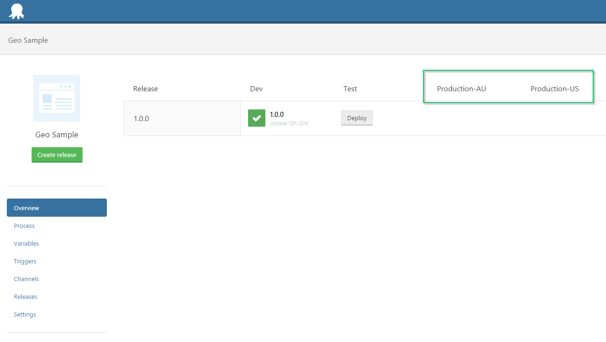 Geo Sample
Release Dev Test Production-AU Production-US
1.0.0 1.0.0 Deploy
October 12th 2016
Geo Sample
Create release
Overview
Process
Variables
Triggers
Channels
Releases
Settings